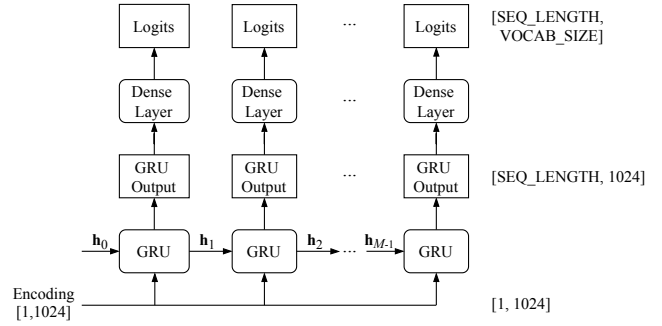 Logits Logits ... Logits [SEQ_LENGTH,
VOCAB_SIZE]
Dense Dense ... Dense
Layer Layer Layer
GRU GRU ... GRU [SEQ_LENGTH, 1024]
Output Output Output
h0 GRU h1 GRU h2 ... hM-1 GRU
Encoding
[1,1024] ... [1, 1024]